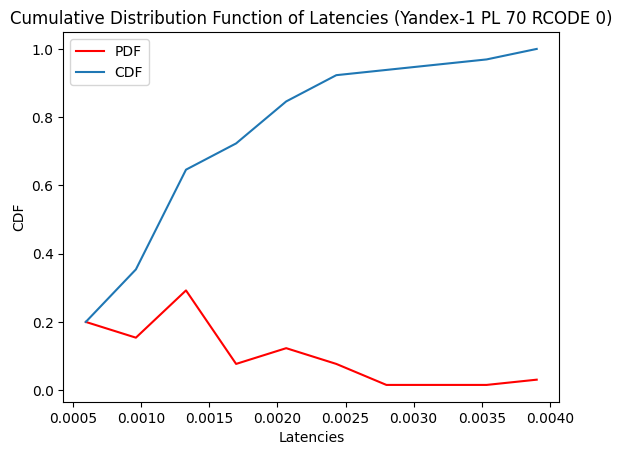 Cumulative Distribution Function of Latencies (Yandex-1 PL 70 RCODE 0)
PDF
CDF
1.0
0.8
0.6
0.4
0.2
0.0
CDF
0.0005 0.0010 0.0015 0.0020 0.0025 0.0030 0.0035 0.0040
Latencies